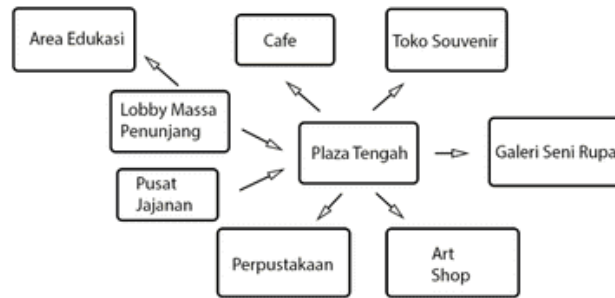 Area Edukasi
Cafe
Toko Souvenir
Lobby Massa
Penunjang
Plaza Tengah
Galeri Seni Rupa
Pusat
Jajanan
Perpustakaan
Art
Shop